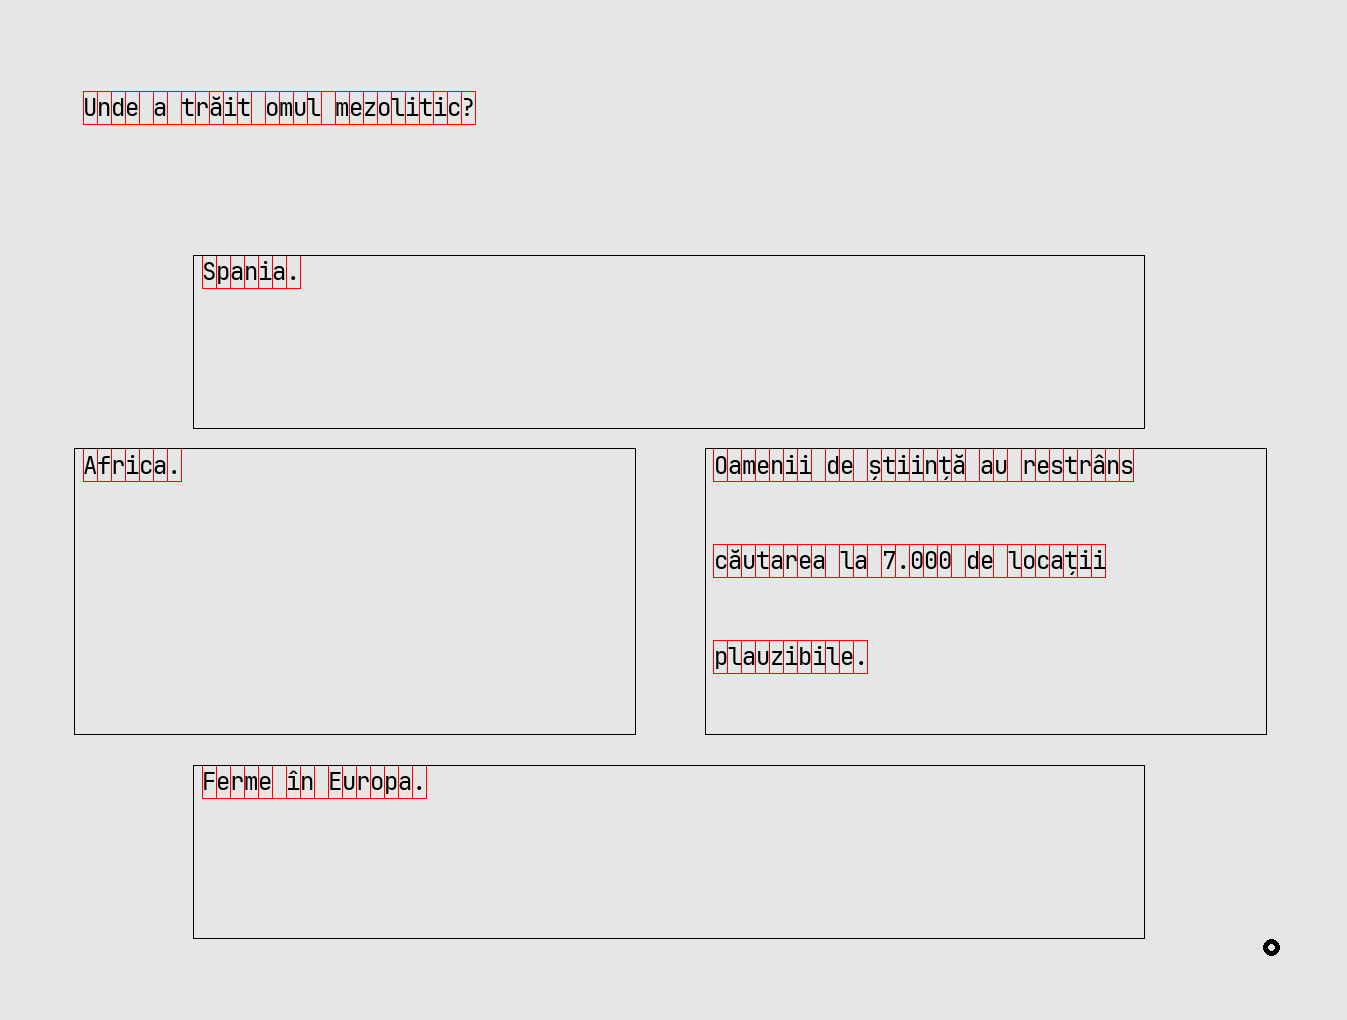 Unde a trăit omul mezolitic?
Spania.
Africa.
Oamenii de știință au restrâns
căutarea la 7.000 de locații
plauzibile.
Ferme în Europa.